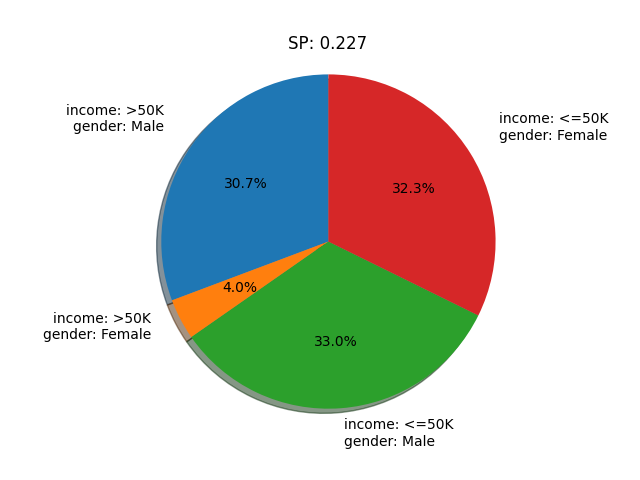 SP: 0.227
income: >50K
gender: Male
30.7%
income: <=50K
gender: Female
32.3%
income: >50K
gender: Female
4.0%
33.0%
income: <=50K
gender: Male